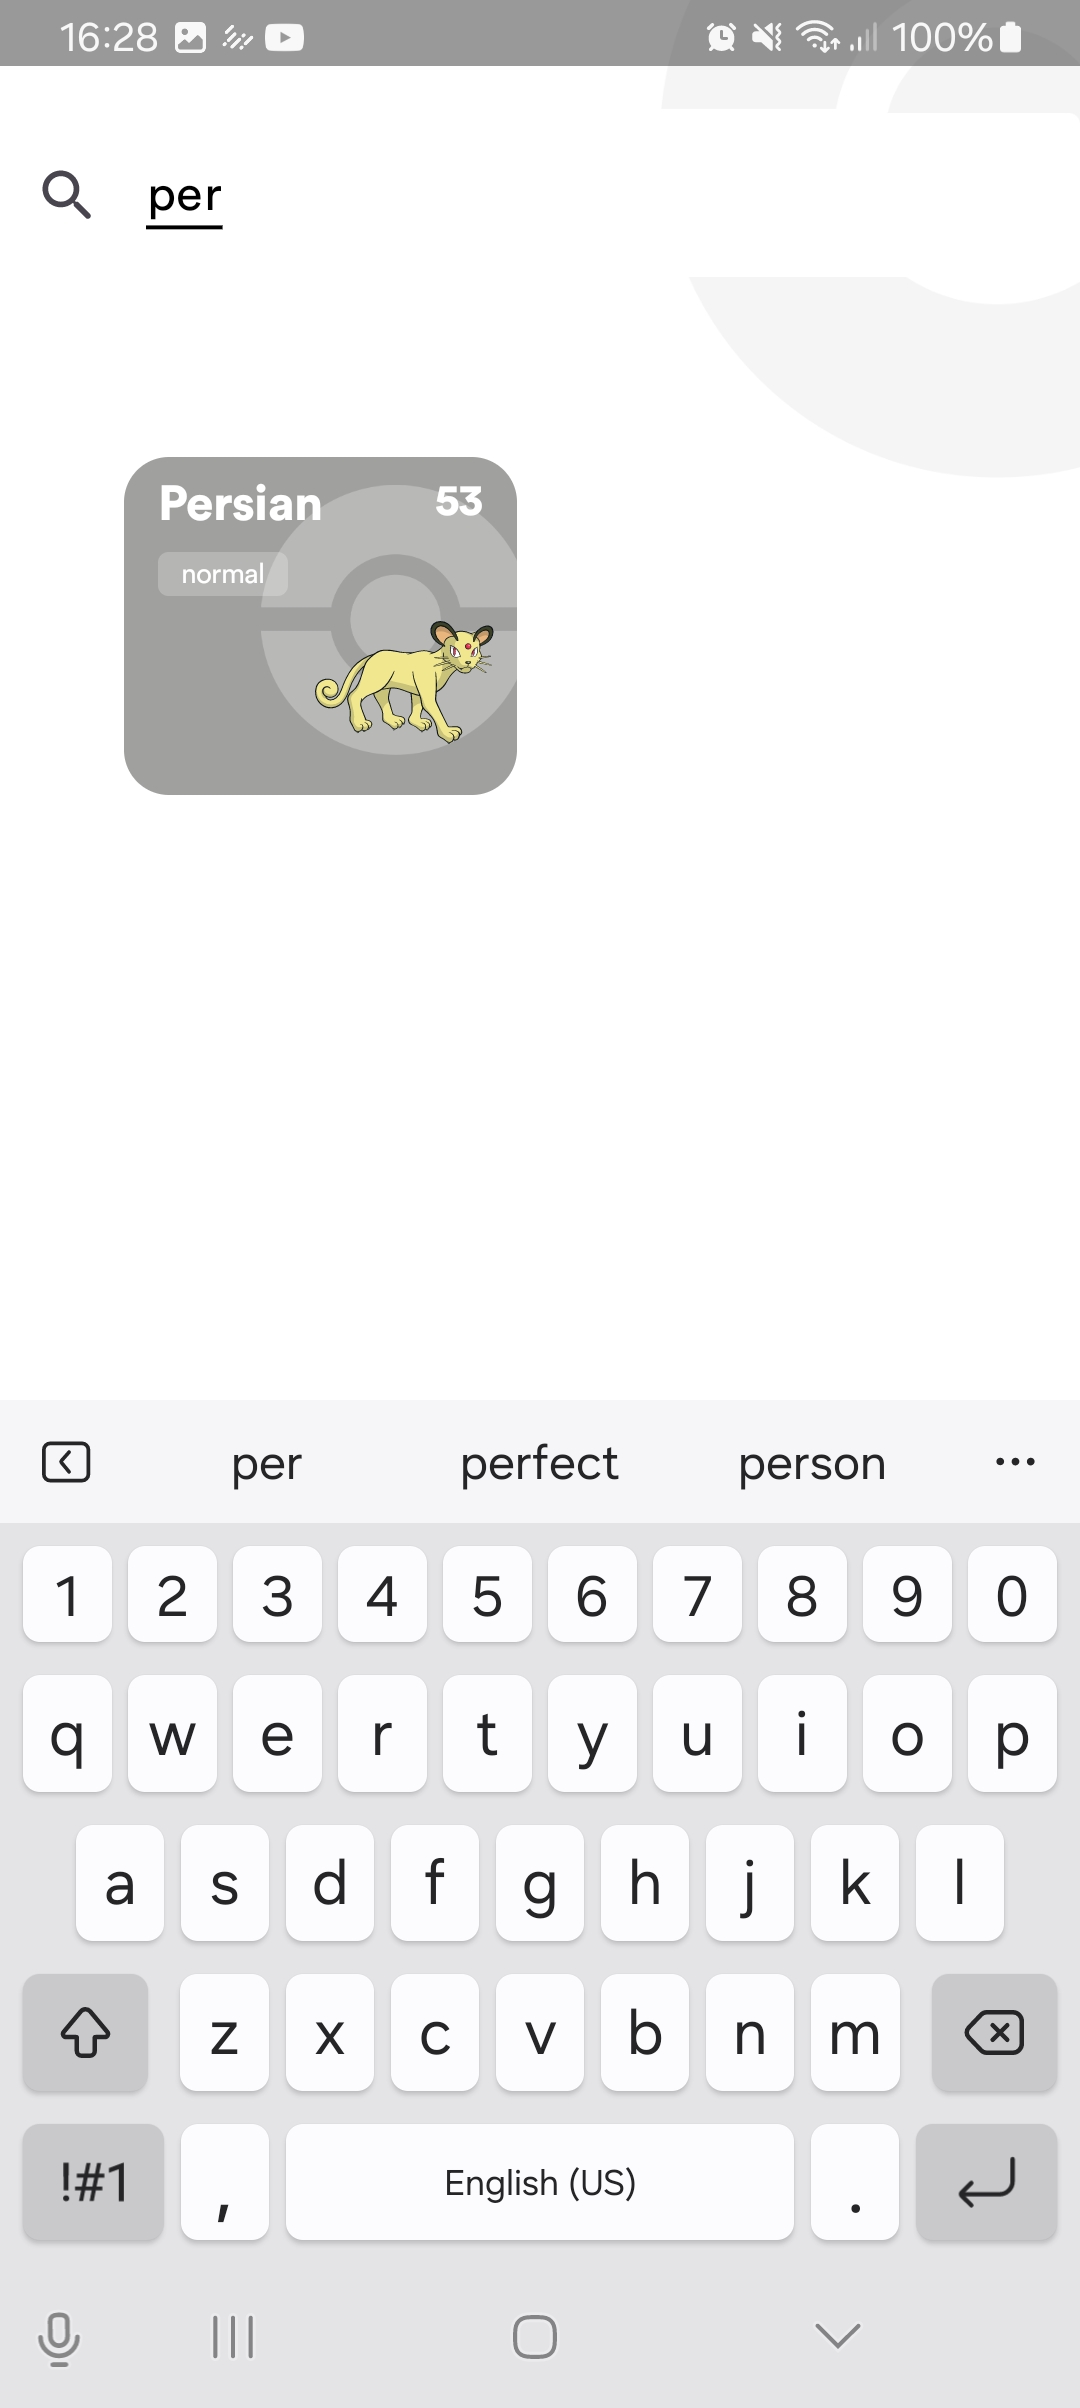 16:28 100%
per
Persian 53
normal
per perfect person ...
1 2 3 4 5 6 7 8 9 0
q w e r t y u i o p
a s d f g h j k l
z x c v b n m
!#1 , English (US) .